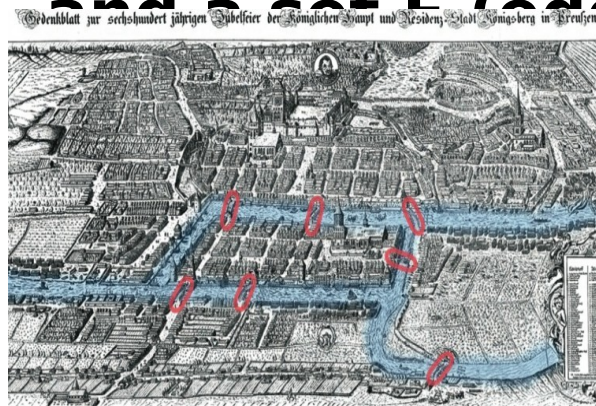 and a set E (edg
Gedenkblatt zur sechshundert jährigen Jubelfeier der Königlichen Haupt und Residenz-Stadt Königsberg in Preußen